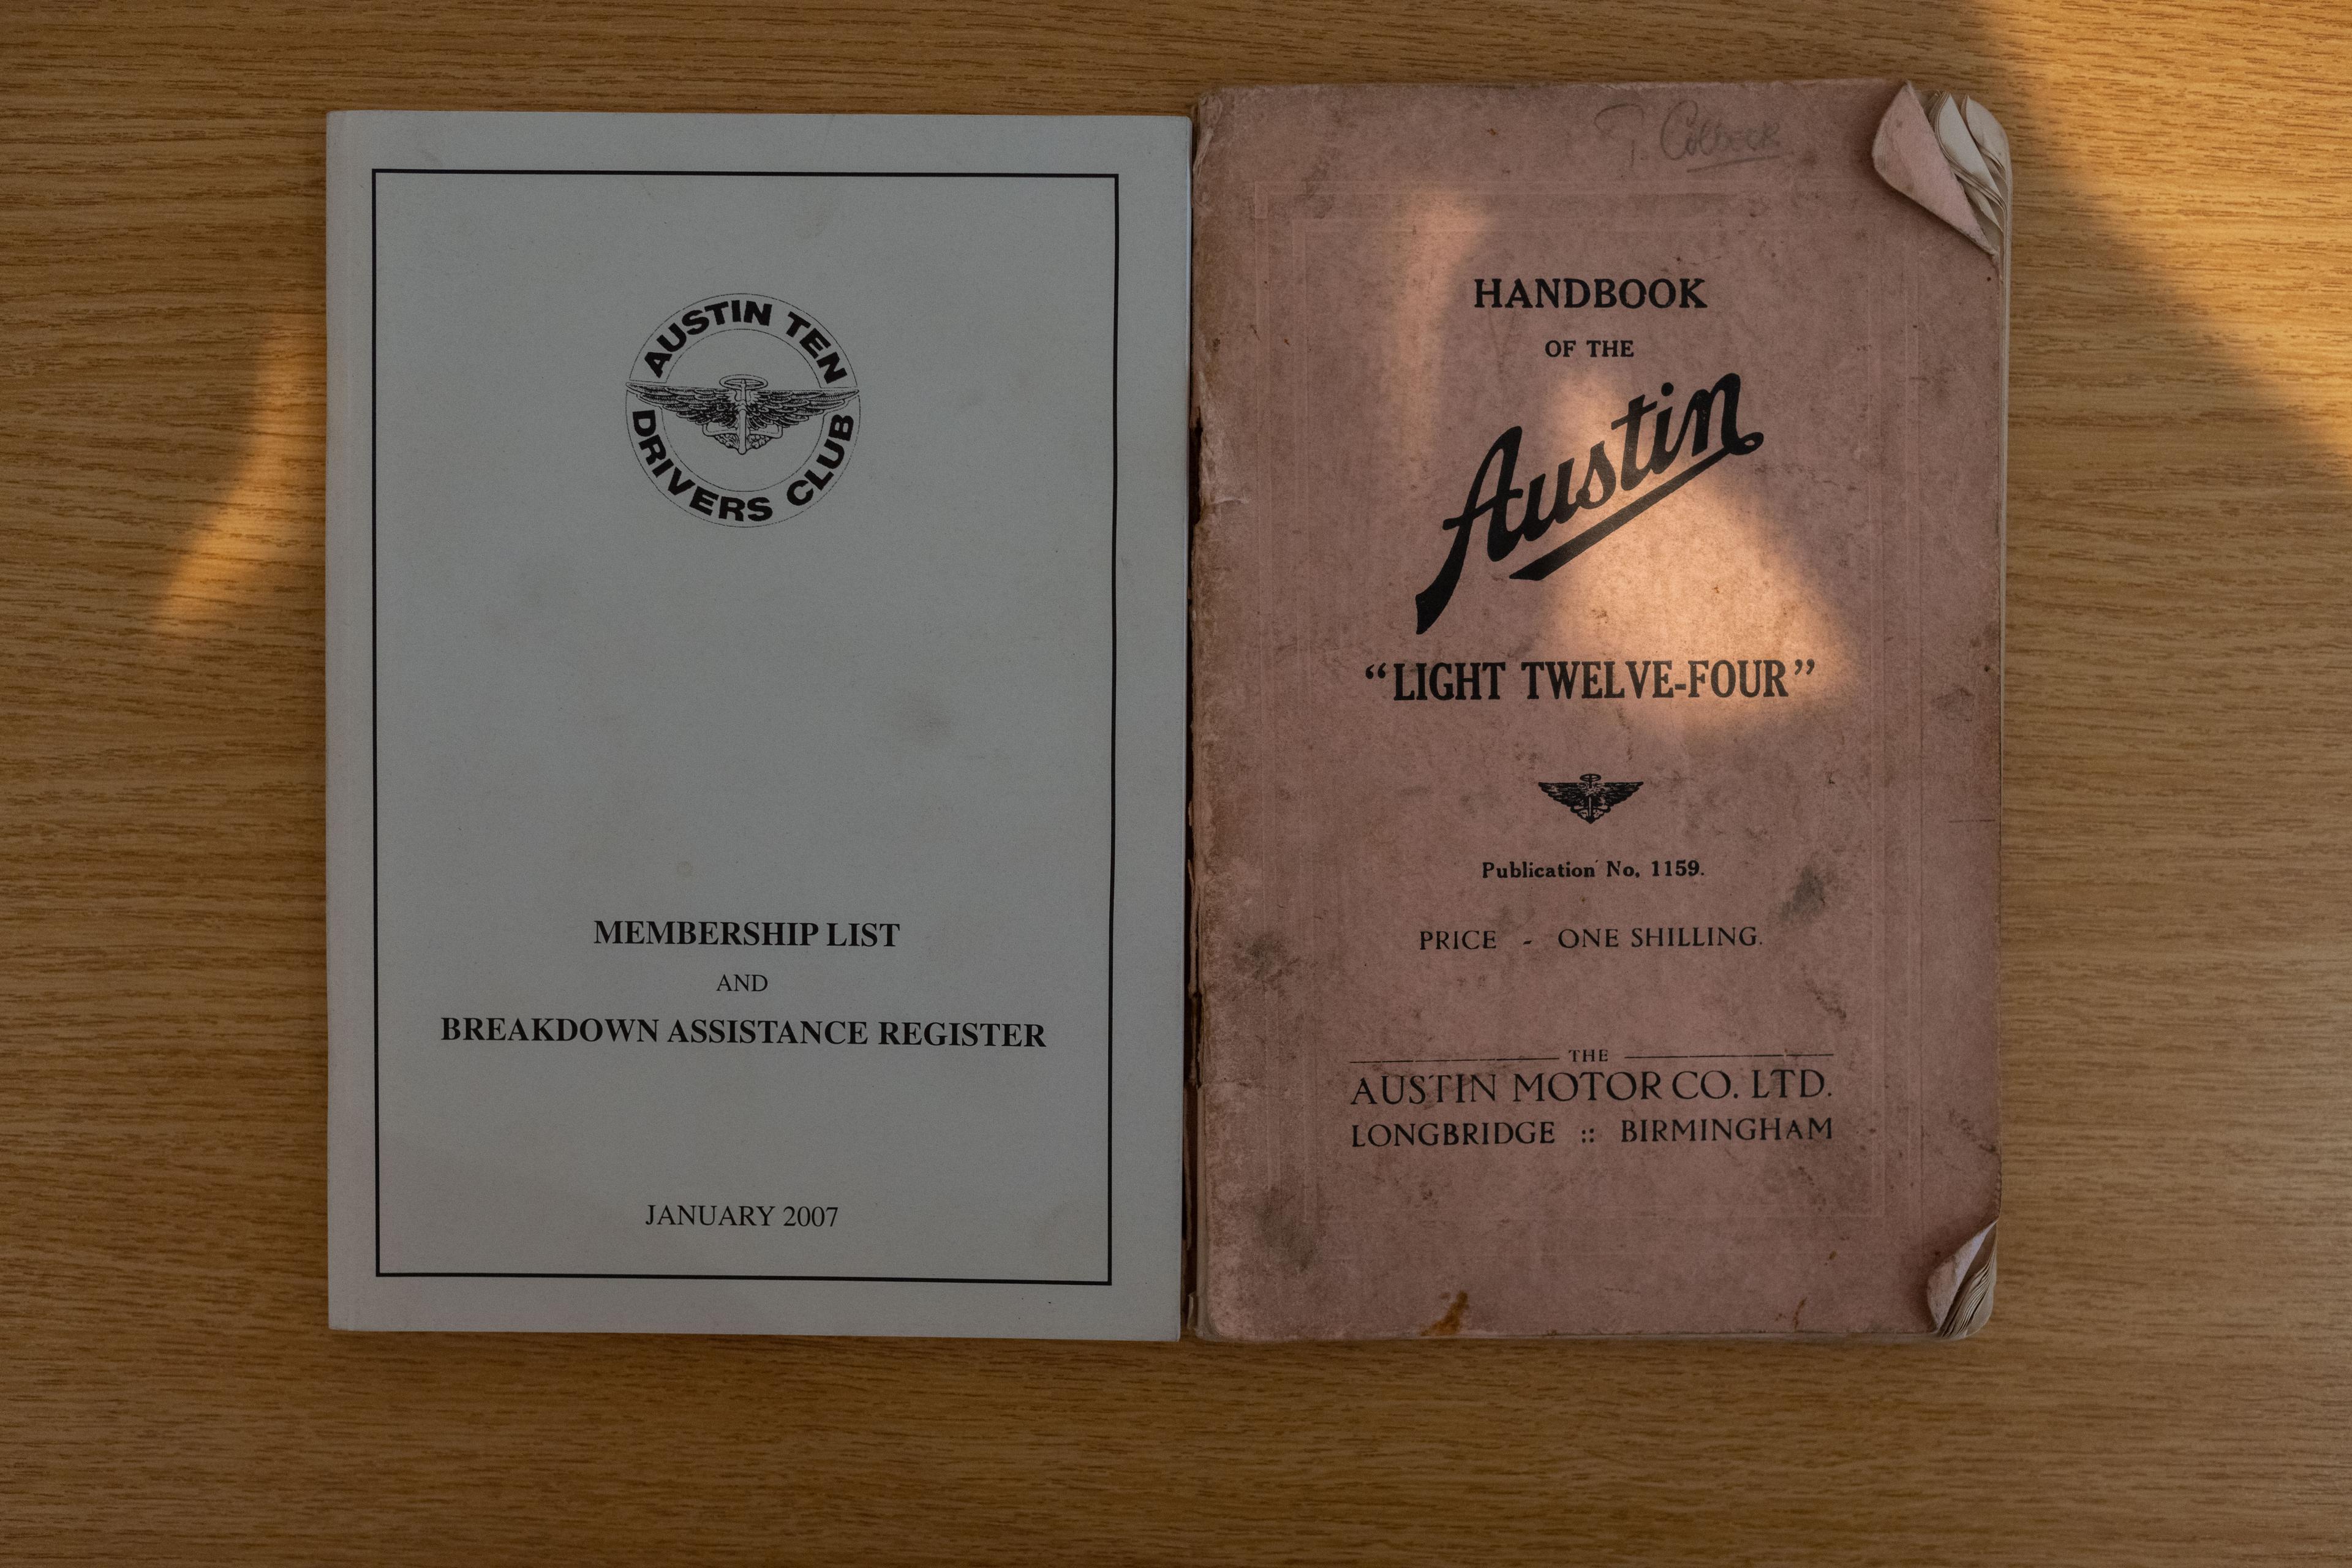 AUSTIN TEN
DRIVERS CLUB
MEMBERSHIP LIST
AND
BREAKDOWN ASSISTANCE REGISTER
JANUARY 2007
HANDBOOK
OF THE
Austin
“LIGHT TWELVE-FOUR”
Publication No. 1159.
PRICE - ONE SHILLING.
THE
AUSTIN MOTOR CO. LTD.
LONGBRIDGE :: BIRMINGHAM